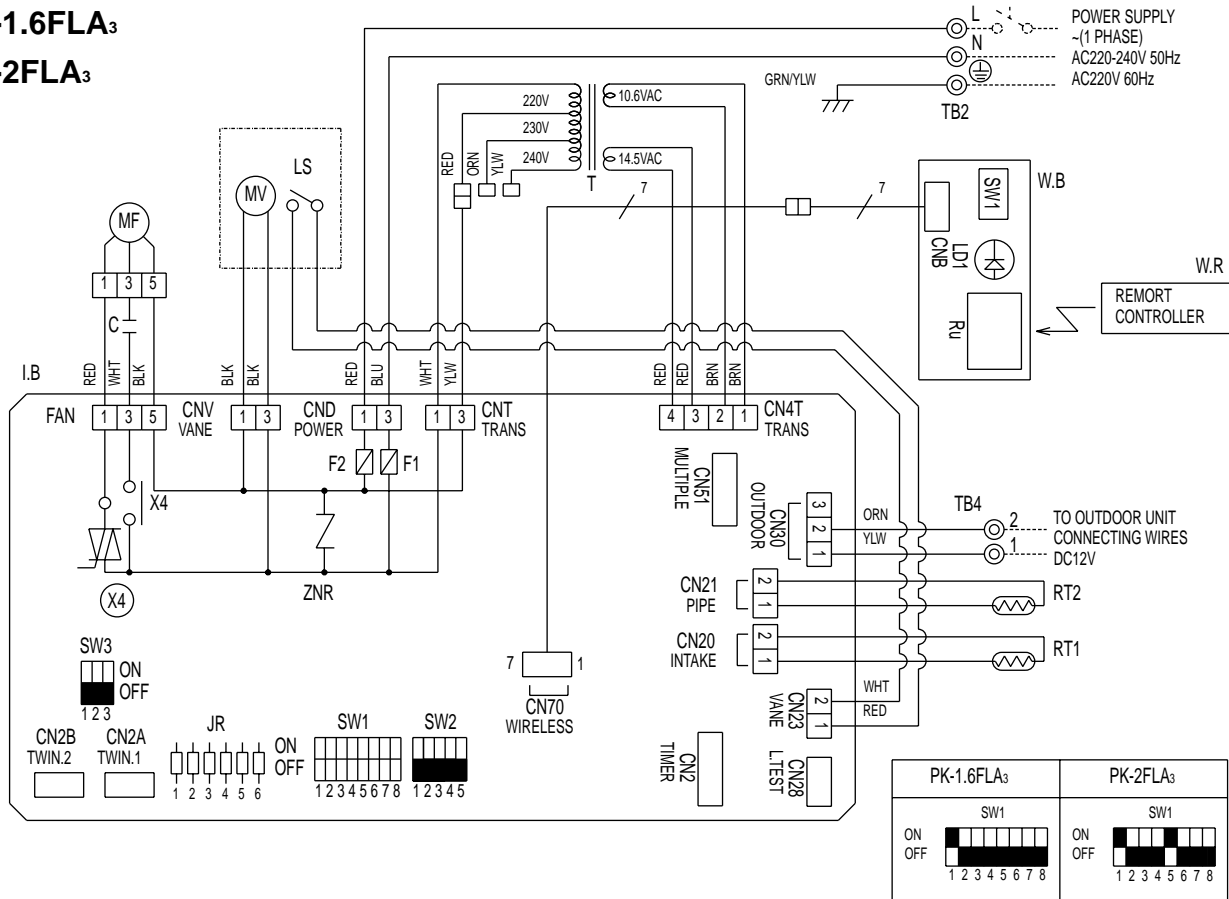 -1.6FLA3
-2FLA3
L
N
POWER SUPPLY
~(1 PHASE)
AC220-240V 50Hz
AC220V 60Hz
GRN/YLW
TB2
220V
230V
240V
10.6VAC
14.5VAC
T
RED
ORN
YLW
7
7
LS
MV
MF
1 3 5
C
W.B
SW1
CNB
LD1
Ru
W.R
REMORT
CONTROLLER
I.B
RED
WHT
BLK
BLK
BLK
RED
BLU
WHT
YLW
RED
RED
BRN
BRN
FAN
1 3 5
CNV
VANE
1 3
CND
POWER
1 3
1 3
CNT
TRANS
4 3 2 1
CN4T
TRANS
F2
F1
X4
X4
ZNR
CN51
MULTIPLE
CN30
OUTDOOR
3
2
1
ORN
YLW
TB4
2
1
TO OUTDOOR UNIT
CONNECTING WIRES
DC12V
CN21
PIPE
2
1
RT2
CN20
INTAKE
2
1
RT1
WHT
RED
2
1
CN23
VANE
SW3
ON
OFF
1 2 3
CN2B
TWIN.2
CN2A
TWIN.1
JR
1 2 3 4 5 6
ON
OFF
SW1
1 2 3 4 5 6 7 8
SW2
1 2 3 4 5
7
1
CN70
WIRELESS
CN2
TIMER
CN28
L.TEST
PK-1.6FLA3
PK-2FLA3
SW1
ON
OFF
1 2 3 4 5 6 7 8
SW1
ON
OFF
1 2 3 4 5 6 7 8